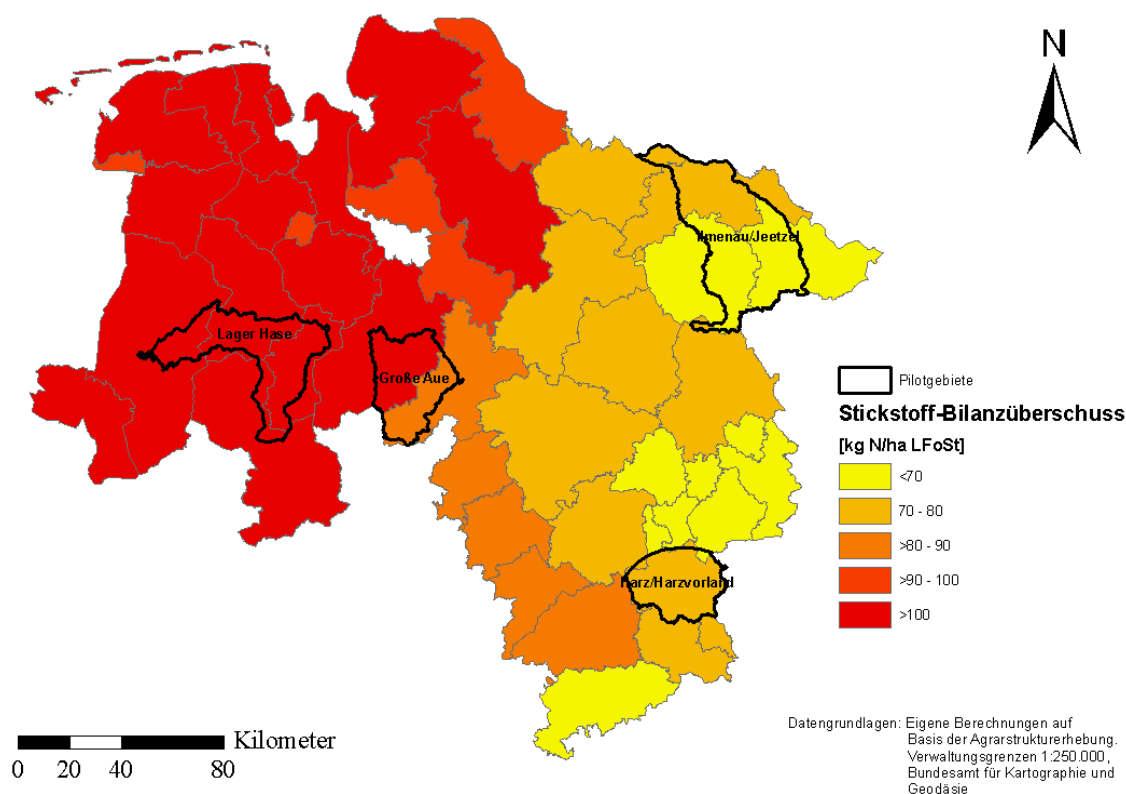 N
Ilmenau/Jeetzel
Lager Hase
Große Aue
Harz/Harzvorland
Pilotgebiete
Stickstoff-Bilanzüberschuss
[kg N/ha LFoSt]
<70
70 - 80
>80 - 90
>90 - 100
>100
Kilometer
0 20 40 80
Datengrundlagen: Eigene Berechnungen auf
Basis der Agrarstrukturerhebung.
Verwaltungsgrenzen 1:250.000,
Bundesamt für Kartographie und
Geodäsie